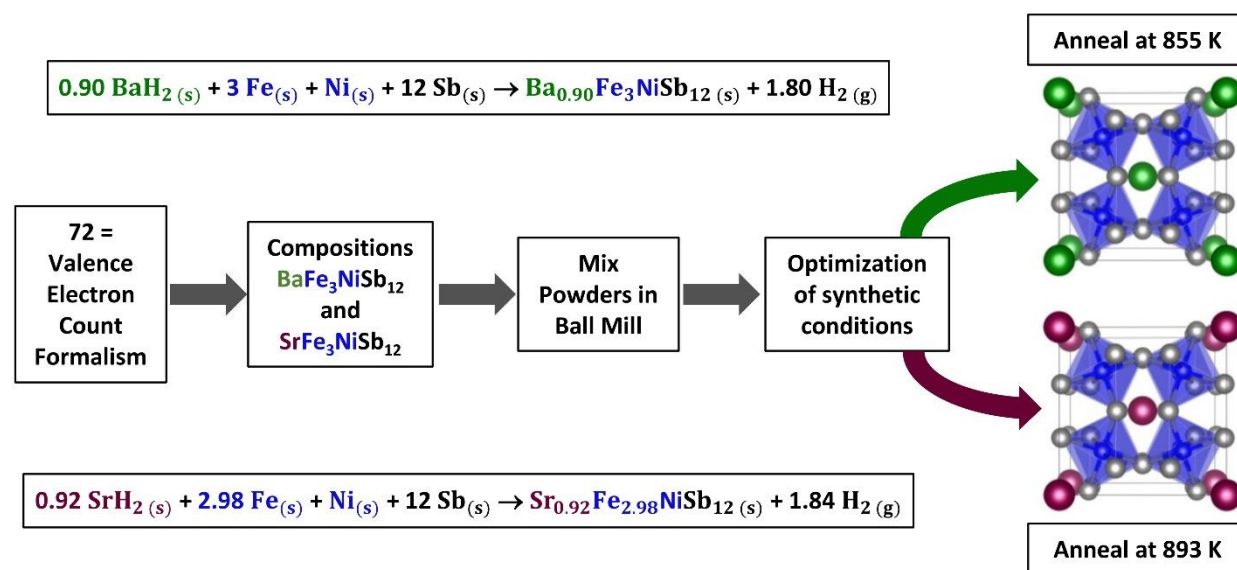 Anneal at 855 K
0.90 BaH₂ (s) + 3 Fe(s) + Ni(s) + 12 Sb(s) → Ba₀.₉₀Fe₃NiSb₁₂ (s) + 1.80 H₂ (g)
72 =
Valence
Electron
Count
Formalism
Compositions
BaFe₃NiSb₁₂
and
SrFe₃NiSb₁₂
Mix
Powders in
Ball Mill
Optimization
of synthetic
conditions
0.92 SrH₂ (s) + 2.98 Fe(s) + Ni(s) + 12 Sb(s) → Sr₀.₉₂Fe₂.₉₈NiSb₁₂ (s) + 1.84 H₂ (g)
Anneal at 893 K